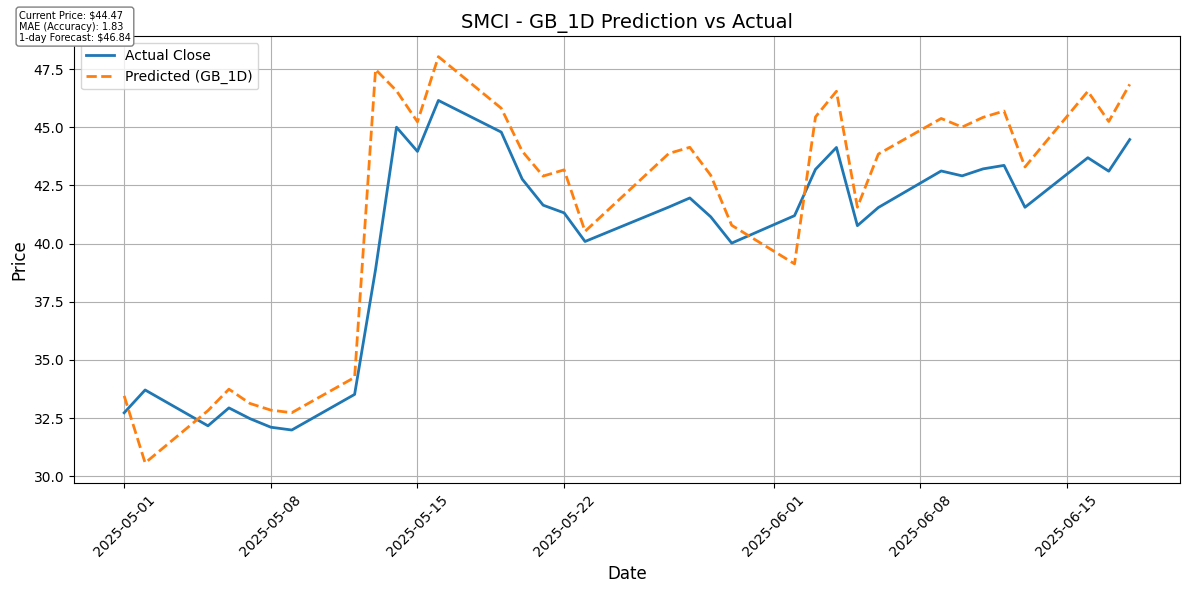 SMCI - GB_1D Prediction vs Actual
Current Price: $44.47
MAE (Accuracy): 1.83
1-day Forecast: $46.84
Actual Close
Predicted (GB_1D)
Price
47.5
45.0
42.5
40.0
37.5
35.0
32.5
30.0
2025-05-01
2025-05-08
2025-05-15
2025-05-22
2025-06-01
2025-06-08
2025-06-15
Date